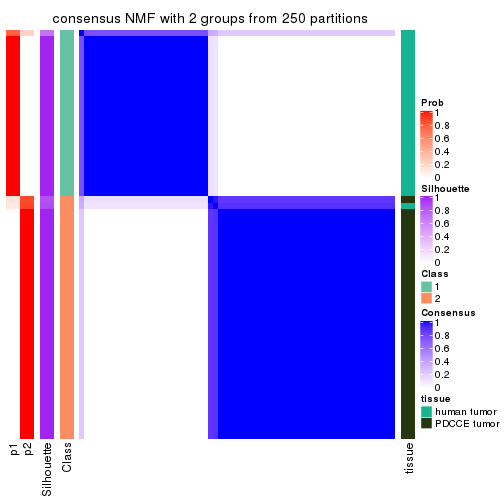 consensus NMF with 2 groups from 250 partitions
Prob
1
0.8
0.6
0.4
0.2
0
Silhouette
1
0.8
0.6
0.4
0.2
0
Class
1
2
Consensus
1
0.8
0.6
0.4
0.2
0
tissue
human tumor
PDCCE tumor
p1
p2
Silhouette
Class
tissue